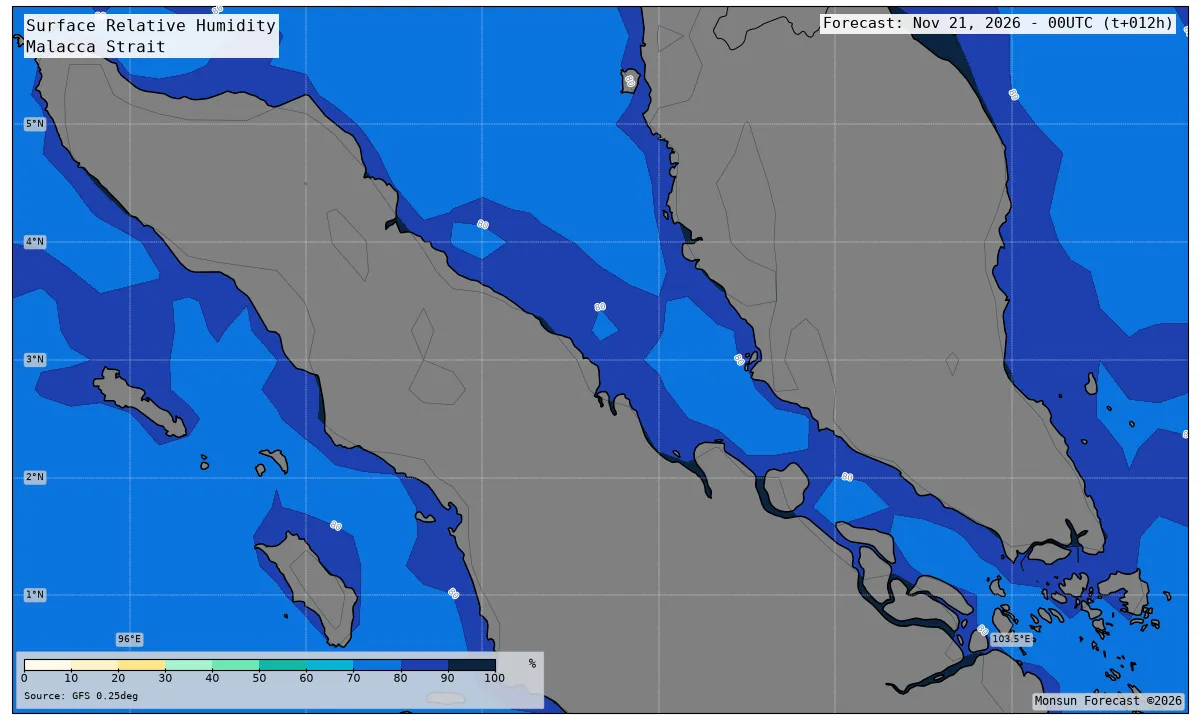 Surface Relative Humidity
Malacca Strait
Forecast: Nov 21, 2026 - 00UTC (t+012h)
80
80
5°N
4°N
80
80
3°N
80
2°N
80
80
1°N
80
80
96°E
103.5°E
%
0 10 20 30 40 50 60 70 80 90 100
Source: GFS 0.25deg
Monsun Forecast ©2026